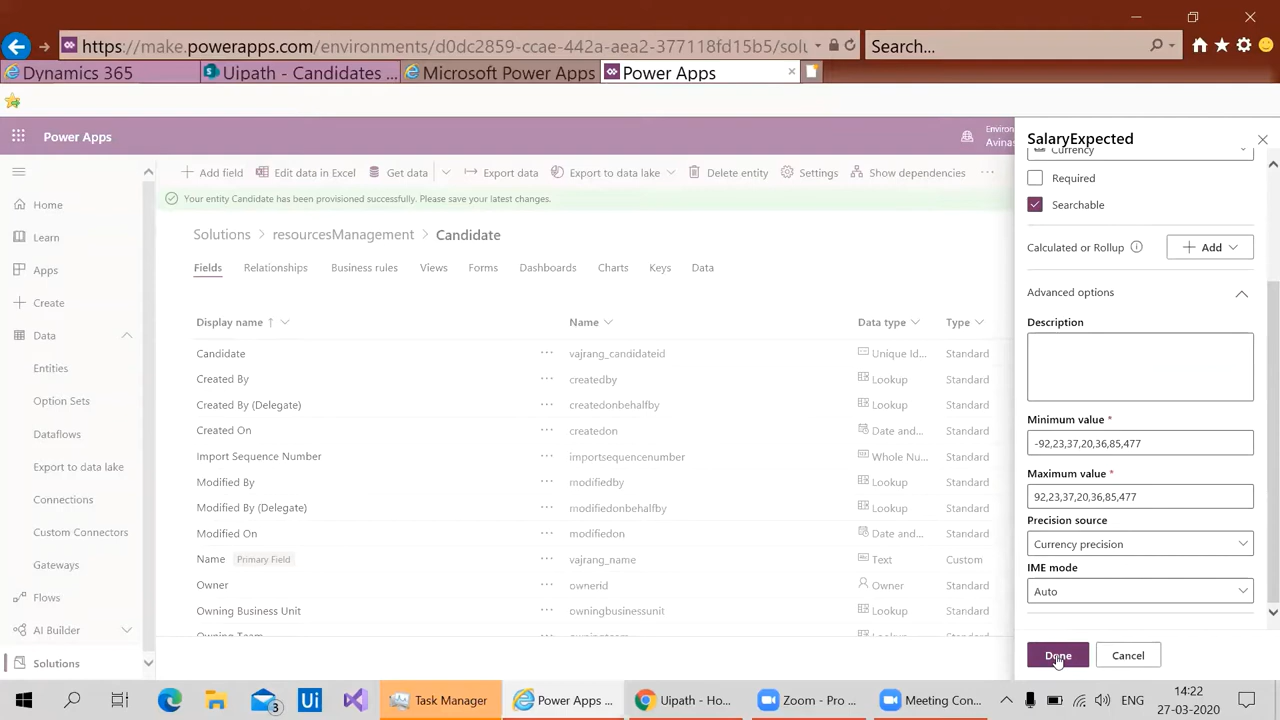 https://make.powerapps.com/environments/d0dc2859-ccae-442a-aea2-377118fd15b5/solu
Search...
Dynamics 365
Uipath - Candidates ...
Microsoft Power Apps
Power Apps
Power Apps
Environ
Avinas
Add field
Edit data in Excel
Get data
Export data
Export to data lake
Delete entity
Settings
Show dependencies
Your entity Candidate has been provisioned successfully. Please save your latest changes.
Home
Learn
Apps
Create
Data
Entities
Option Sets
Dataflows
Export to data lake
Connections
Custom Connectors
Gateways
Flows
AI Builder
Solutions
Solutions > resourcesManagement > Candidate
Fields Relationships Business rules Views Forms Dashboards Charts Keys Data
Display name ↑ Name Data type Type
Candidate ... vajrang_candidateid Unique Id... Standard
Created By ... createdby Lookup Standard
Created By (Delegate) ... createdonbehalfby Lookup Standard
Created On ... createdon Date and... Standard
Import Sequence Number ... importsequencenumber Whole Nu... Standard
Modified By ... modifiedby Lookup Standard
Modified By (Delegate) ... modifiedonbehalfby Lookup Standard
Modified On ... modifiedon Date and... Standard
Name Primary Field ... vajrang_name Text Custom
Owner ... ownerid Owner Standard
Owning Business Unit ... owningbusinessunit Lookup Standard
Owning Team ... owningteam Lookup Standard
SalaryExpected
Currency
Required
Searchable
Calculated or Rollup
Add
Advanced options
Description
Minimum value *
-92,23,37,20,36,85,477
Maximum value *
92,23,37,20,36,85,477
Precision source
Currency precision
IME mode
Auto
Done
Cancel
3
Ui
Task Manager
Power Apps ...
Uipath - Ho...
Zoom - Pro ...
Meeting Con...
ENG
14:22
27-03-2020